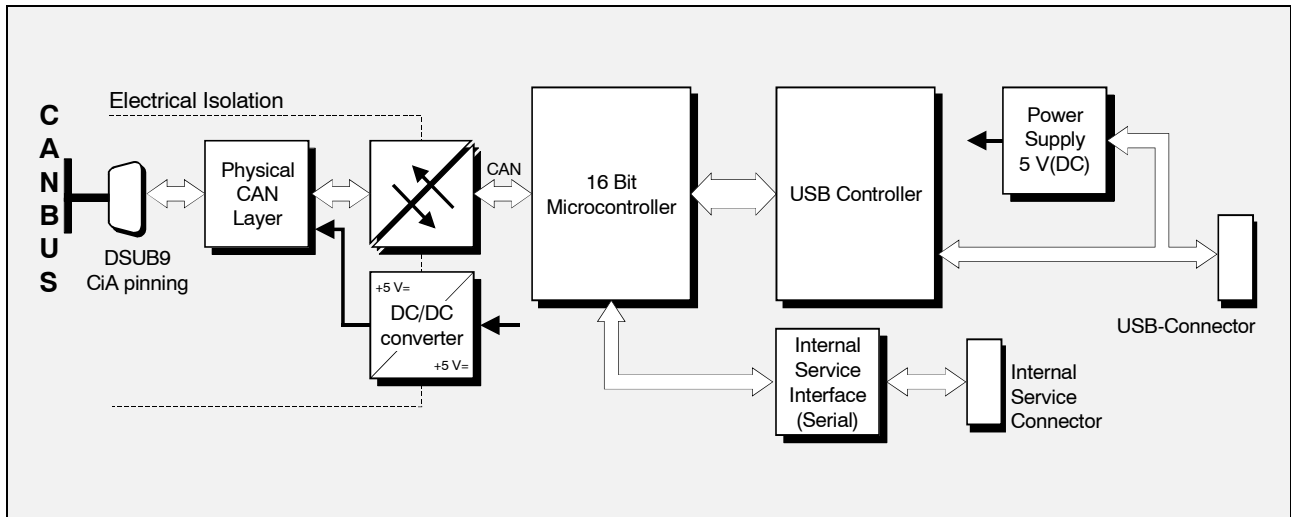 C
A
N
B
U
S
Electrical Isolation
DSUB9
CiA pinning
Physical
CAN
Layer
CAN
+5 V=
DC/DC
converter
+5 V=
16 Bit
Microcontroller
USB Controller
Power
Supply
5 V(DC)
USB-Connector
Internal
Service
Interface
(Serial)
Internal
Service
Connector